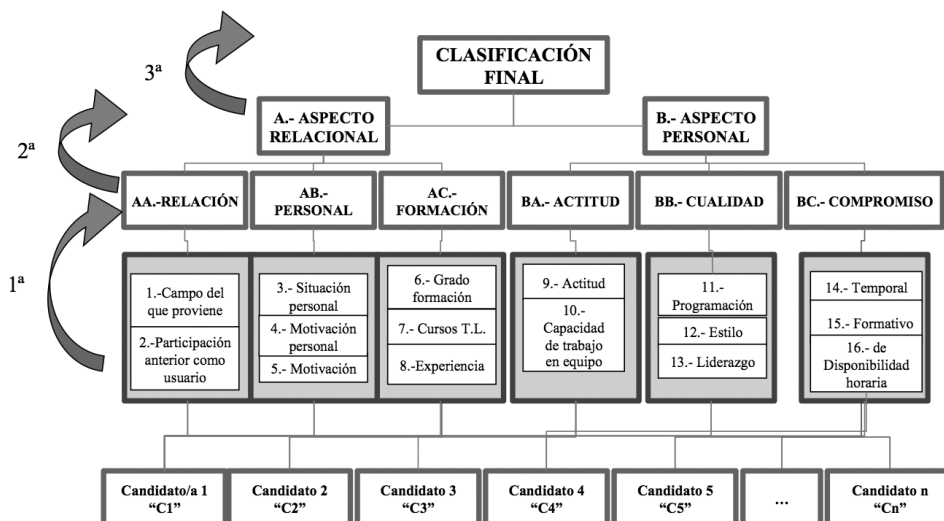 CLASIFICACIÓN
FINAL
3ª
A.- ASPECTO
RELACIONAL
B.- ASPECTO
PERSONAL
2ª
AA.-RELACIÓN
AB.-
PERSONAL
AC.-
FORMACIÓN
BA.- ACTITUD
BB.- CUALIDAD
BC.- COMPROMISO
1ª
1.-Campo del
que proviene
2.-Participación
anterior como
usuario
3.- Situación
personal
4.- Motivación
personal
5.- Motivación
6.- Grado
formación
7.- Cursos T.L.
8.-Experiencia
9.- Actitud
10.-
Capacidad
de trabajo
en equipo
11.-
Programación
12.- Estilo
13.- Liderazgo
14.- Temporal
15.- Formativo
16.- de
Disponibilidad
horaria
Candidato/a 1
“C1”
Candidato 2
“C2”
Candidato 3
“C3”
Candidato 4
“C4”
Candidato 5
“C5”
...
Candidato n
“Cn”